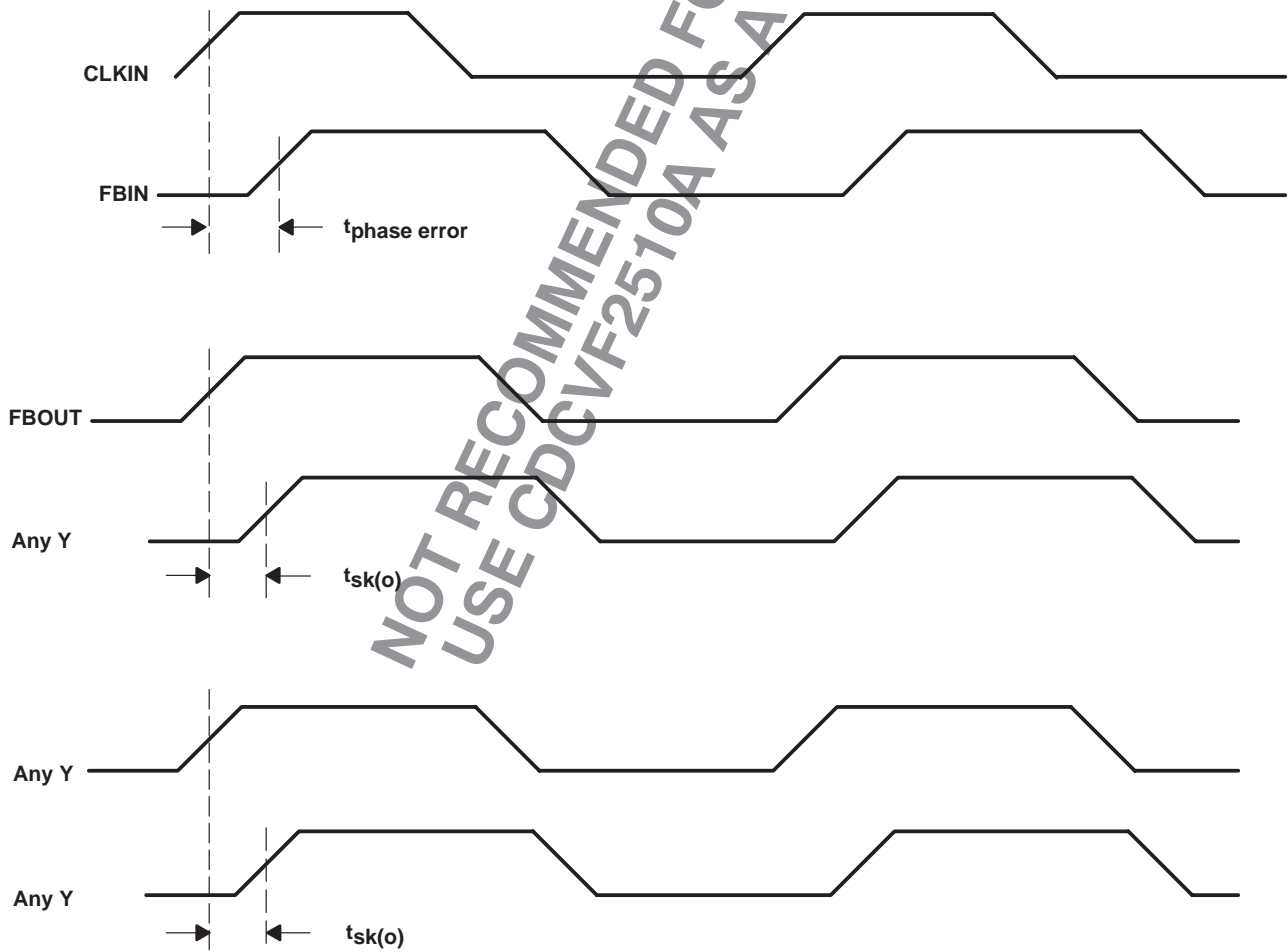 CLKIN
FBIN
tphase error
FBOUT
Any Y
tsk(o)
Any Y
Any Y
tsk(o)
NOT RECOMMENDED FO
USE CDCVF2510A AS A